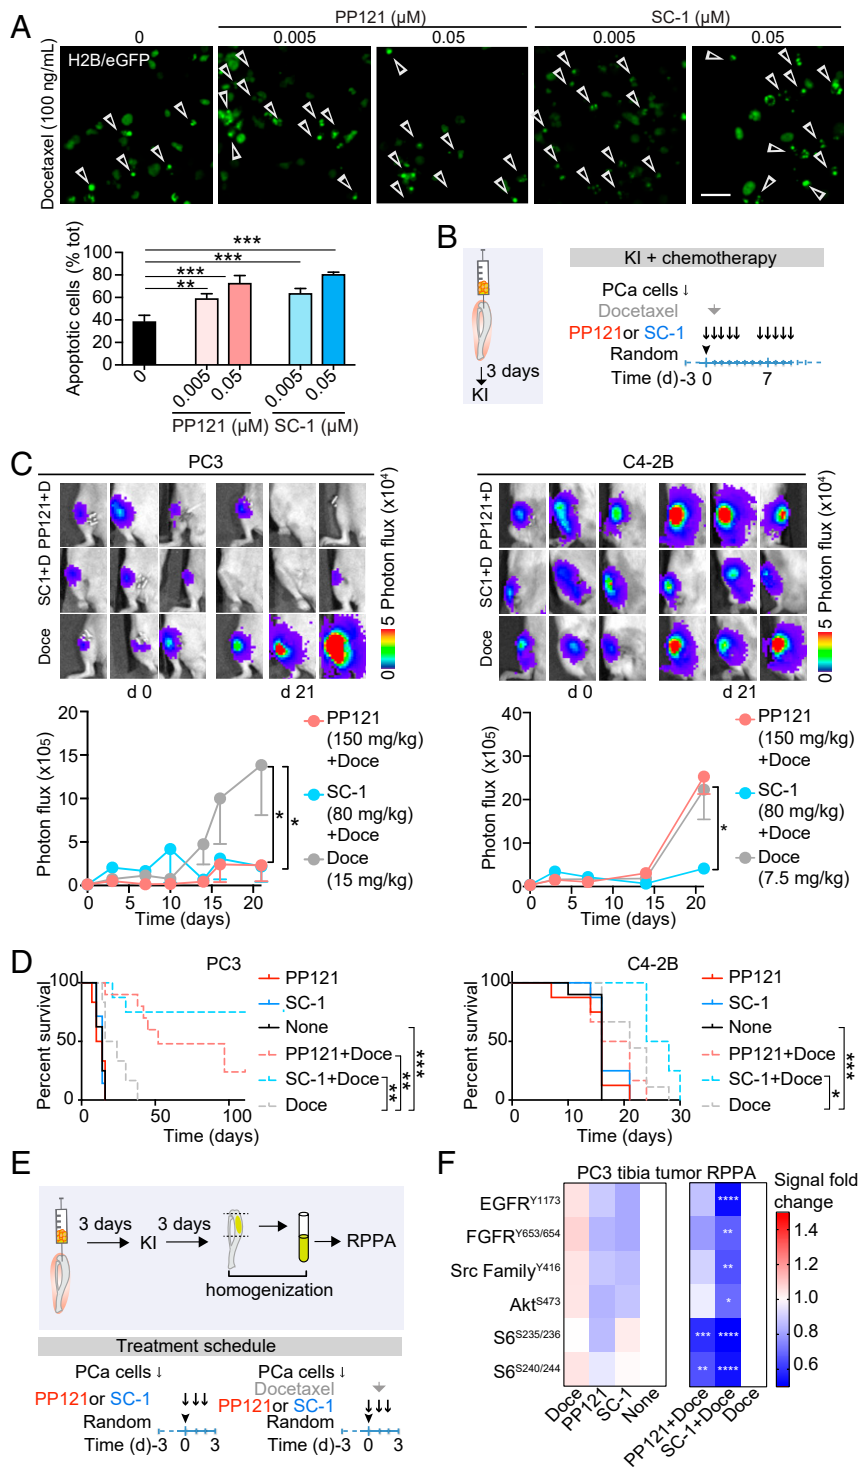 A
PP121 (µM)
SC-1 (µM)
0
0.005
0.05
0.005
0.05
H2B/eGFP
Docetaxel (100 ng/mL)
Apoptotic cells (% tot)
100
80
60
40
20
0
***
***
***
**
0
0.005
0.05
0.005
0.05
PP121 (µM)
SC-1 (µM)
B
3 days
KI
KI + chemotherapy
PCa cells ↓
Docetaxel
PP121or SC-1
Random
Time (d)
-3 0 7
C
PC3
PP121+D
SC1+D
Doce
d 0
d 21
0 5 Photon flux (x10⁴)
Photon flux (x105)
20
15
10
5
0
0 5 10 15 20
Time (days)
*
*
PP121
(150 mg/kg)
+Doce
SC-1
(80 mg/kg)
+Doce
Doce
(15 mg/kg)
C4-2B
PP121+D
SC1+D
Doce
d 0
d 21
0 5 Photon flux (x10⁴)
Photon flux (x105)
40
30
20
10
0
0 5 10 15 20
Time (days)
*
PP121
(150 mg/kg)
+Doce
SC-1
(80 mg/kg)
+Doce
Doce
(7.5 mg/kg)
D
PC3
Percent survival
100
50
0
0 50 100
Time (days)
PP121
SC-1
None
PP121+Doce
SC-1+Doce
Doce
**
**
***
C4-2B
Percent survival
100
50
0
0 10 20 30
Time (days)
PP121
SC-1
None
PP121+Doce
SC-1+Doce
Doce
*
***
E
3 days
KI
3 days
RPPA
homogenization
Treatment schedule
PCa cells ↓
PP121or SC-1
Random
Time (d)
-3 0 3
PCa cells ↓
Docetaxel
PP121or SC-1
Random
Time (d)
-3 0 3
F
PC3 tibia tumor RPPA
Signal fold
change
EGFR^Y1173
FGFR^Y653/654
Src Family^Y416
Akt^S473
S6^S235/236
S6^S240/244
****
**
**
*
*** ****
** ****
1.4
1.2
1.0
0.8
0.6
Doce
PP121
SC-1
None
PP121+Doce
SC-1+Doce
Doce